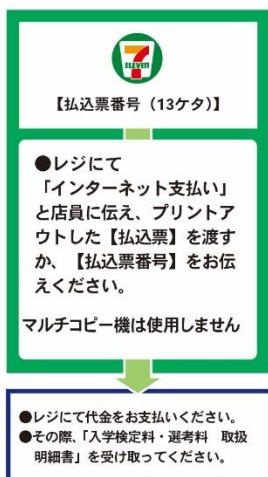 7
ELEVEN
【払込票番号(13ケタ)】
●レジにて
「インターネット支払い」
と店員に伝え、プリントア
ウトした【払込票】を渡す
か、【払込票番号】をお伝
えください。
マルチコピー機は使用しません
●レジにて代金をお支払いください。
●その際、「入学検定料・選考料 取扱
明細書」を受け取ってください。